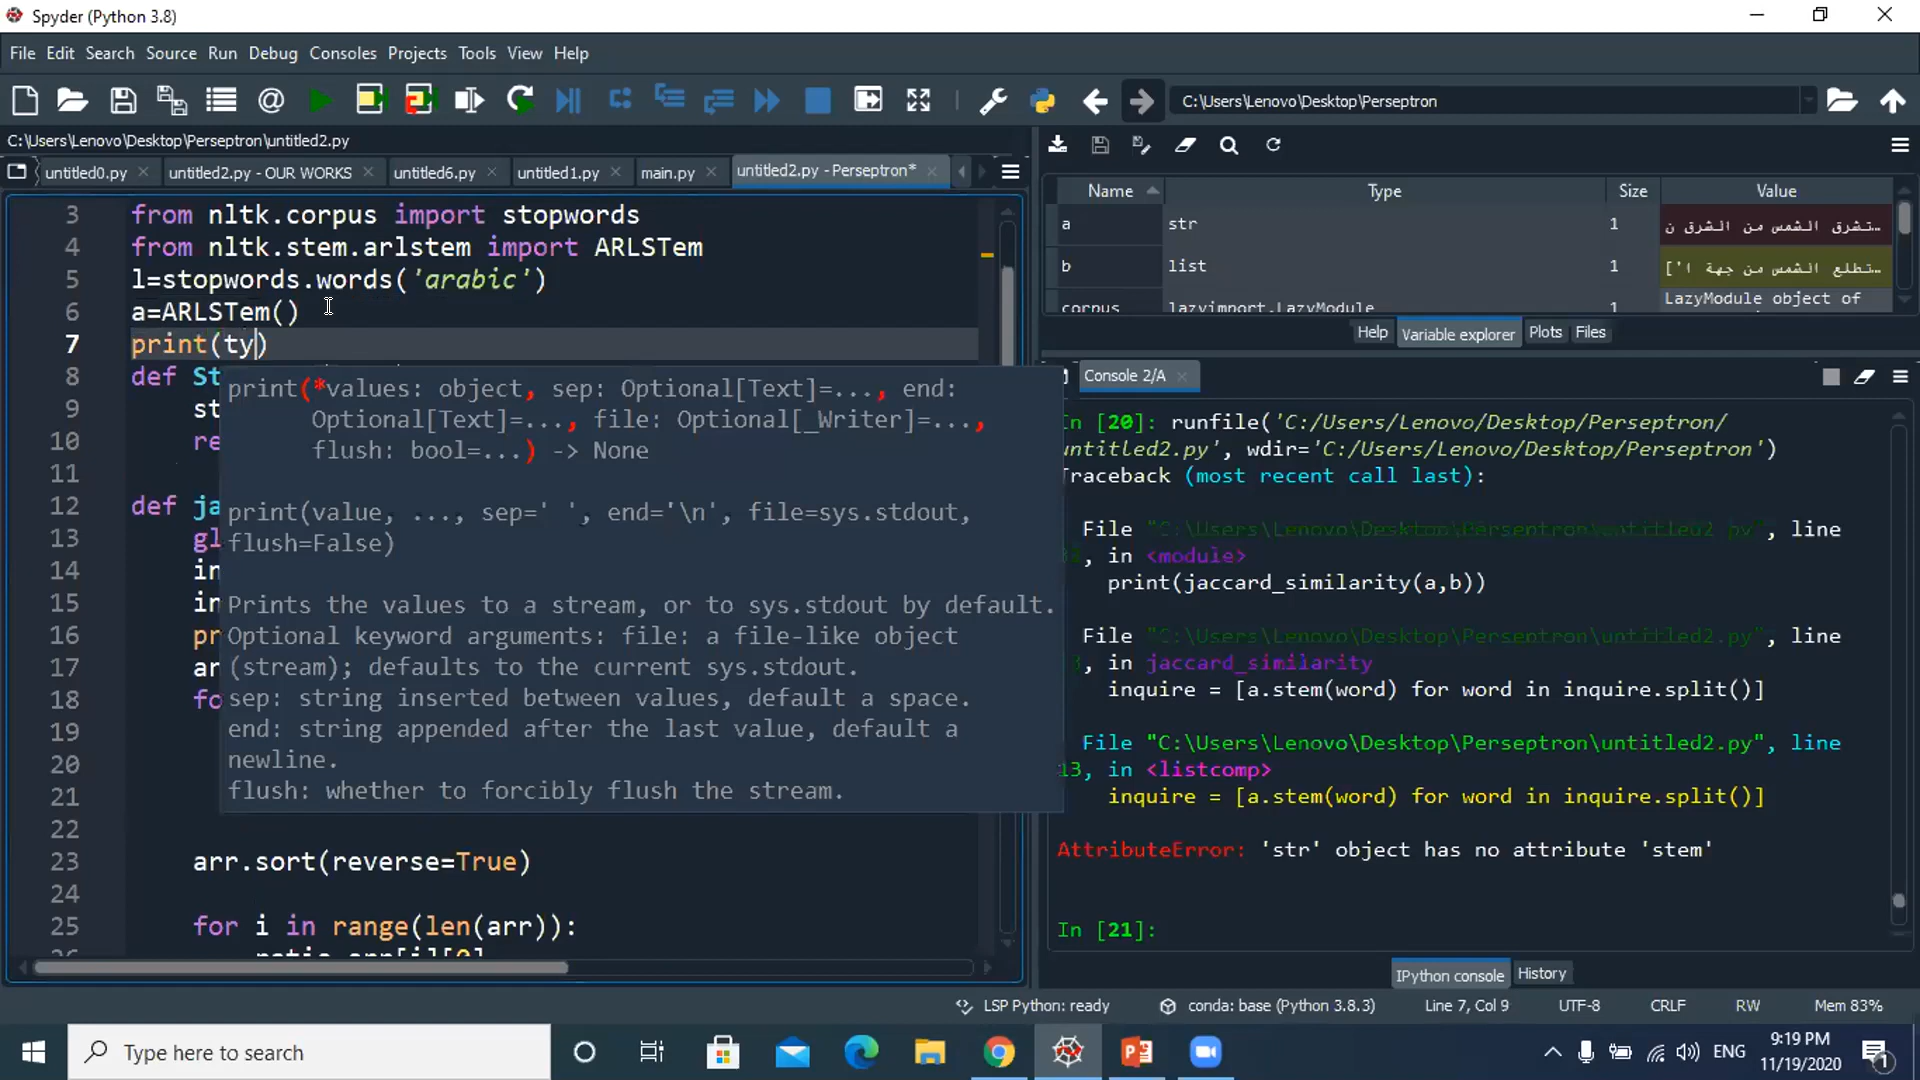 Spyder (Python 3.8)
File Edit Search Source Run Debug Consoles Projects Tools View Help
C:\Users\Lenovo\Desktop\Perseptron
C:\Users\Lenovo\Desktop\Perseptron\untitled2.py
untitled0.py untitled2.py - OUR WORKS untitled6.py untitled1.py main.py untitled2.py - Perseptron*
3 from nltk.corpus import stopwords
4 from nltk.stem.arlstem import ARLSTem
5 l=stopwords.words('arabic')
6 a=ARLSTem()
7 print(ty)
8 def St
9 st
10 re
11
12 def ja
13 gl
14 in
15 in
16 pr
17 ar
18 fo
19
20
21
22
23 arr.sort(reverse=True)
24
25 for i in range(len(arr)):
print(*values: object, sep: Optional[Text]=..., end:
Optional[Text]=..., file: Optional[_Writer]=...,
flush: bool=...) -> None
print(value, ..., sep=' ', end='\n', file=sys.stdout,
flush=False)
Prints the values to a stream, or to sys.stdout by default.
Optional keyword arguments: file: a file-like object
(stream); defaults to the current sys.stdout.
sep: string inserted between values, default a space.
end: string appended after the last value, default a
newline.
flush: whether to forcibly flush the stream.
Name Type Size Value
a str 1 تشرق الشمس من الشرق ن...
b list 1 ['تطلع الشمس من جهة ا...
corpus lazyimport.LazyModule 1 LazyModule object of
Help Variable explorer Plots Files
Console 2/A
In [20]: runfile('C:/Users/Lenovo/Desktop/Perseptron/
untitled2.py', wdir='C:/Users/Lenovo/Desktop/Perseptron')
Traceback (most recent call last):
File "C:\Users\Lenovo\Desktop\Perseptron\untitled2.py", line
, in <module>
print(jaccard_similarity(a,b))
File "C:\Users\Lenovo\Desktop\Perseptron\untitled2.py", line
3, in jaccard_similarity
inquire = [a.stem(word) for word in inquire.split()]
File "C:\Users\Lenovo\Desktop\Perseptron\untitled2.py", line
13, in <listcomp>
inquire = [a.stem(word) for word in inquire.split()]
AttributeError: 'str' object has no attribute 'stem'
In [21]:
IPython console History
LSP Python: ready conda: base (Python 3.8.3) Line 7, Col 9 UTF-8 CRLF RW Mem 83%
Type here to search
ENG
9:19 PM
11/19/2020
1